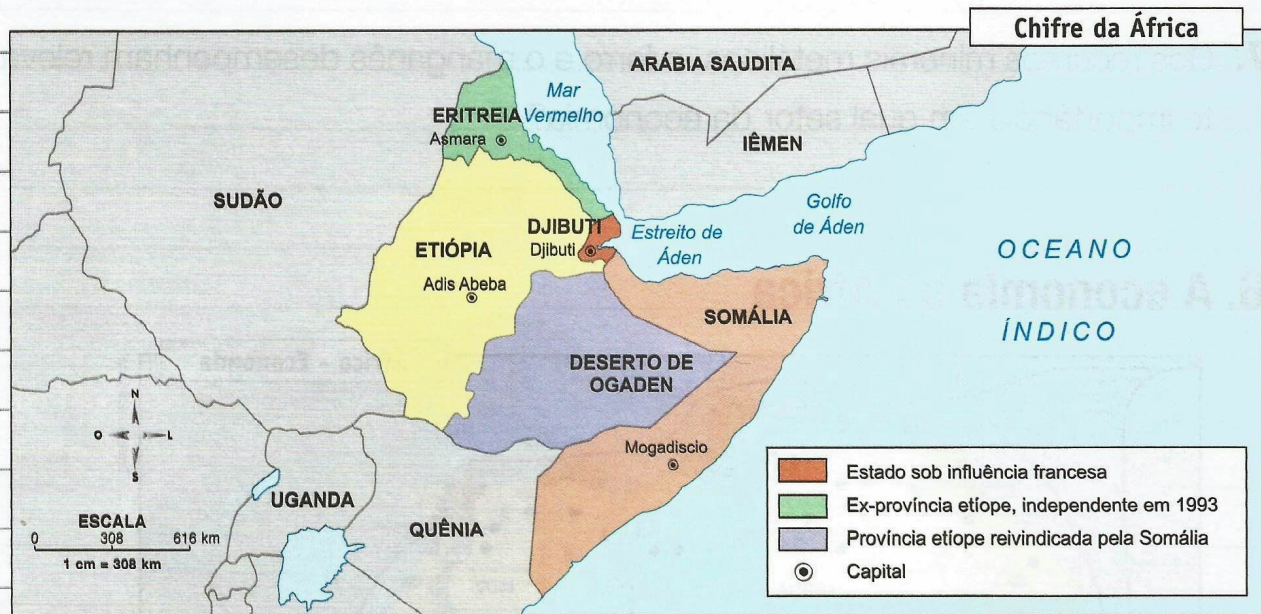 Chifre da África
ARÁBIA SAUDITA
Mar
Vermelho
ERITREIA
Asmara
IÊMEN
SUDÃO
Golfo
de Áden
DJIBUTI
Djibuti
Estreito de
Áden
ETIÓPIA
Adis Abeba
OCEANO
ÍNDICO
SOMÁLIA
DESERTO DE
OGADEN
N
O
L
S
Mogadiscio
UGANDA
QUÊNIA
ESCALA
0 308 616 km
1 cm = 308 km
Estado sob influência francesa
Ex-província etíope, independente em 1993
Província etíope reivindicada pela Somália
Capital